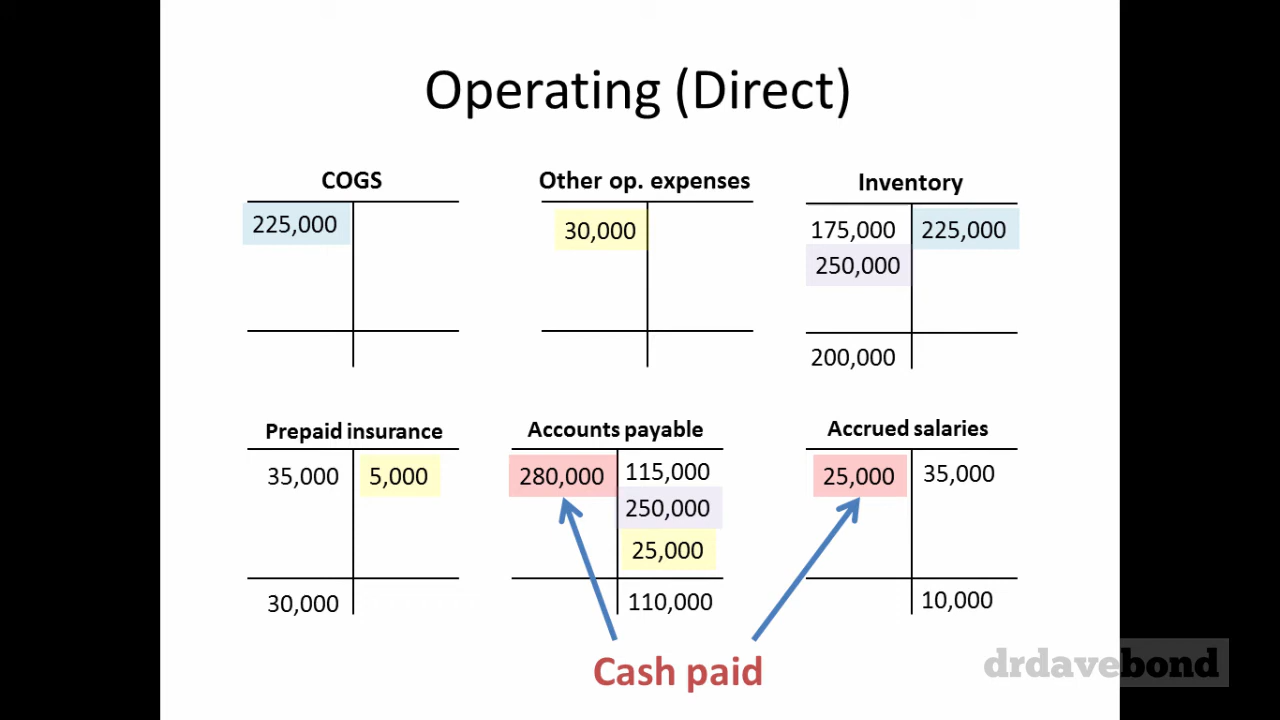 Operating (Direct)
COGS
225,000
Other op. expenses
30,000
Inventory
175,000 225,000
250,000
200,000
Prepaid insurance
35,000 5,000
30,000
Accounts payable
280,000 115,000
250,000
25,000
110,000
Accrued salaries
25,000 35,000
10,000
Cash paid
drdavebond